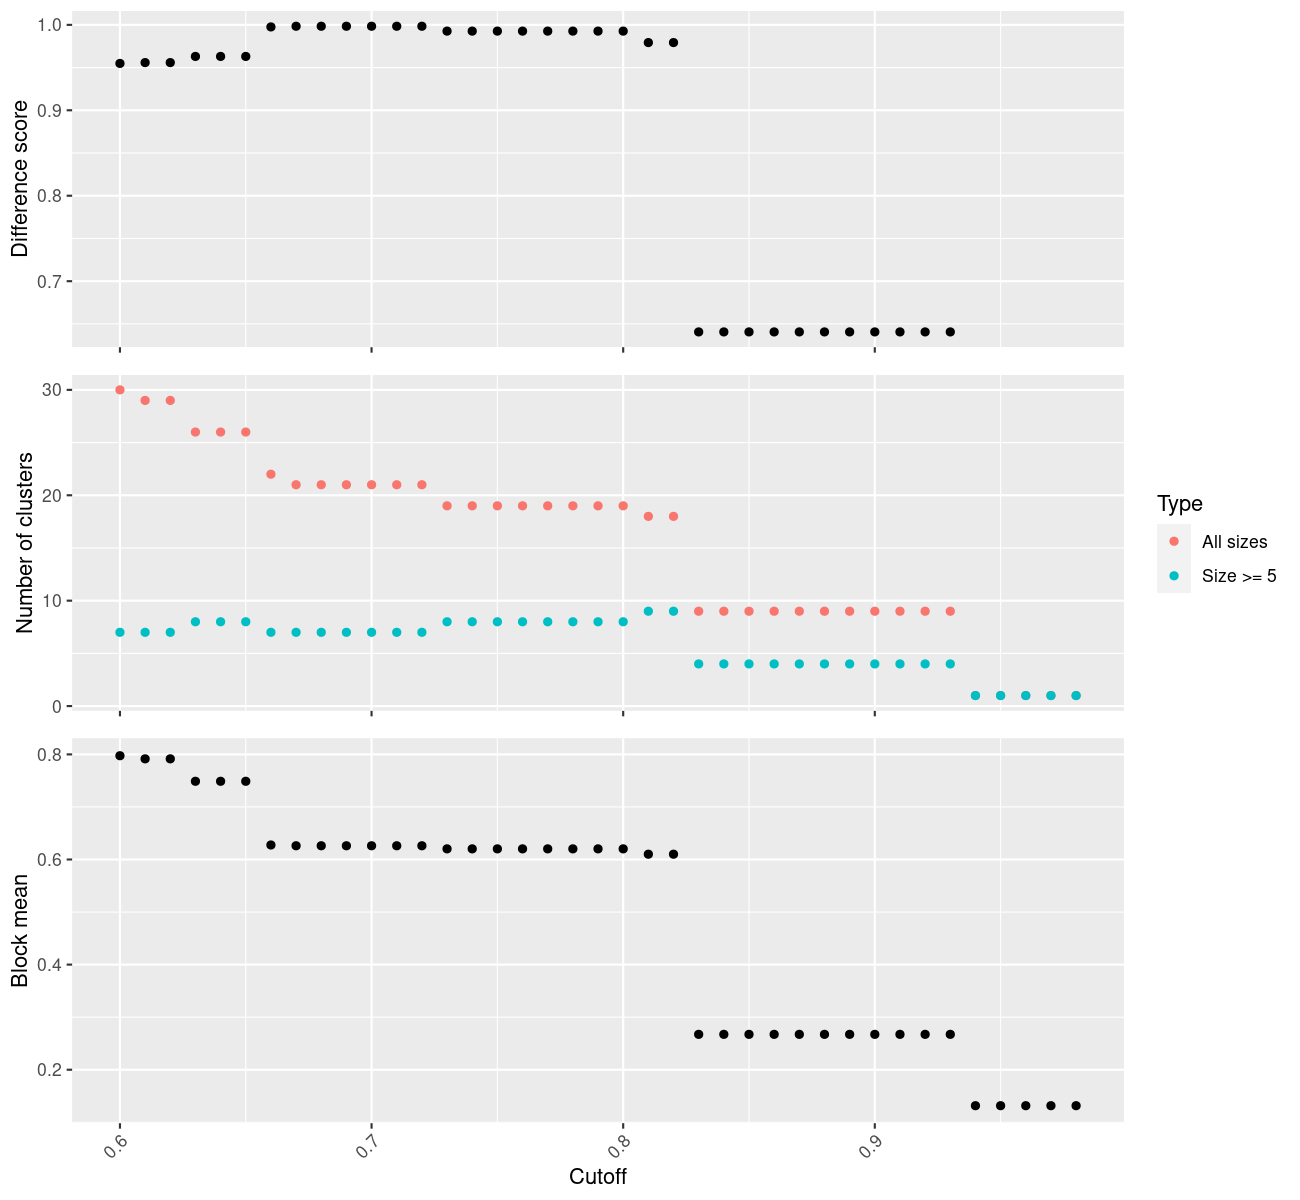 Difference score
1.0
0.9
0.8
0.7
Number of clusters
30
20
10
0
Type
All sizes
Size >= 5
Block mean
0.8
0.6
0.4
0.2
0.6
0.7
0.8
0.9
Cutoff